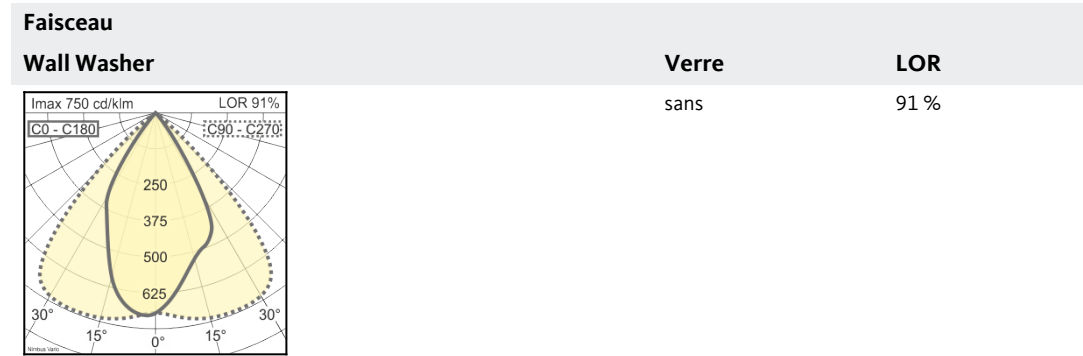 Faisceau
Wall Washer Verre LOR
Imax 750 cd/klm LOR 91%
sans 91 %
C0 - C180 C90 - C270
250
375
500
625
30° 30°
15° 0° 15°
Nimbus Vario